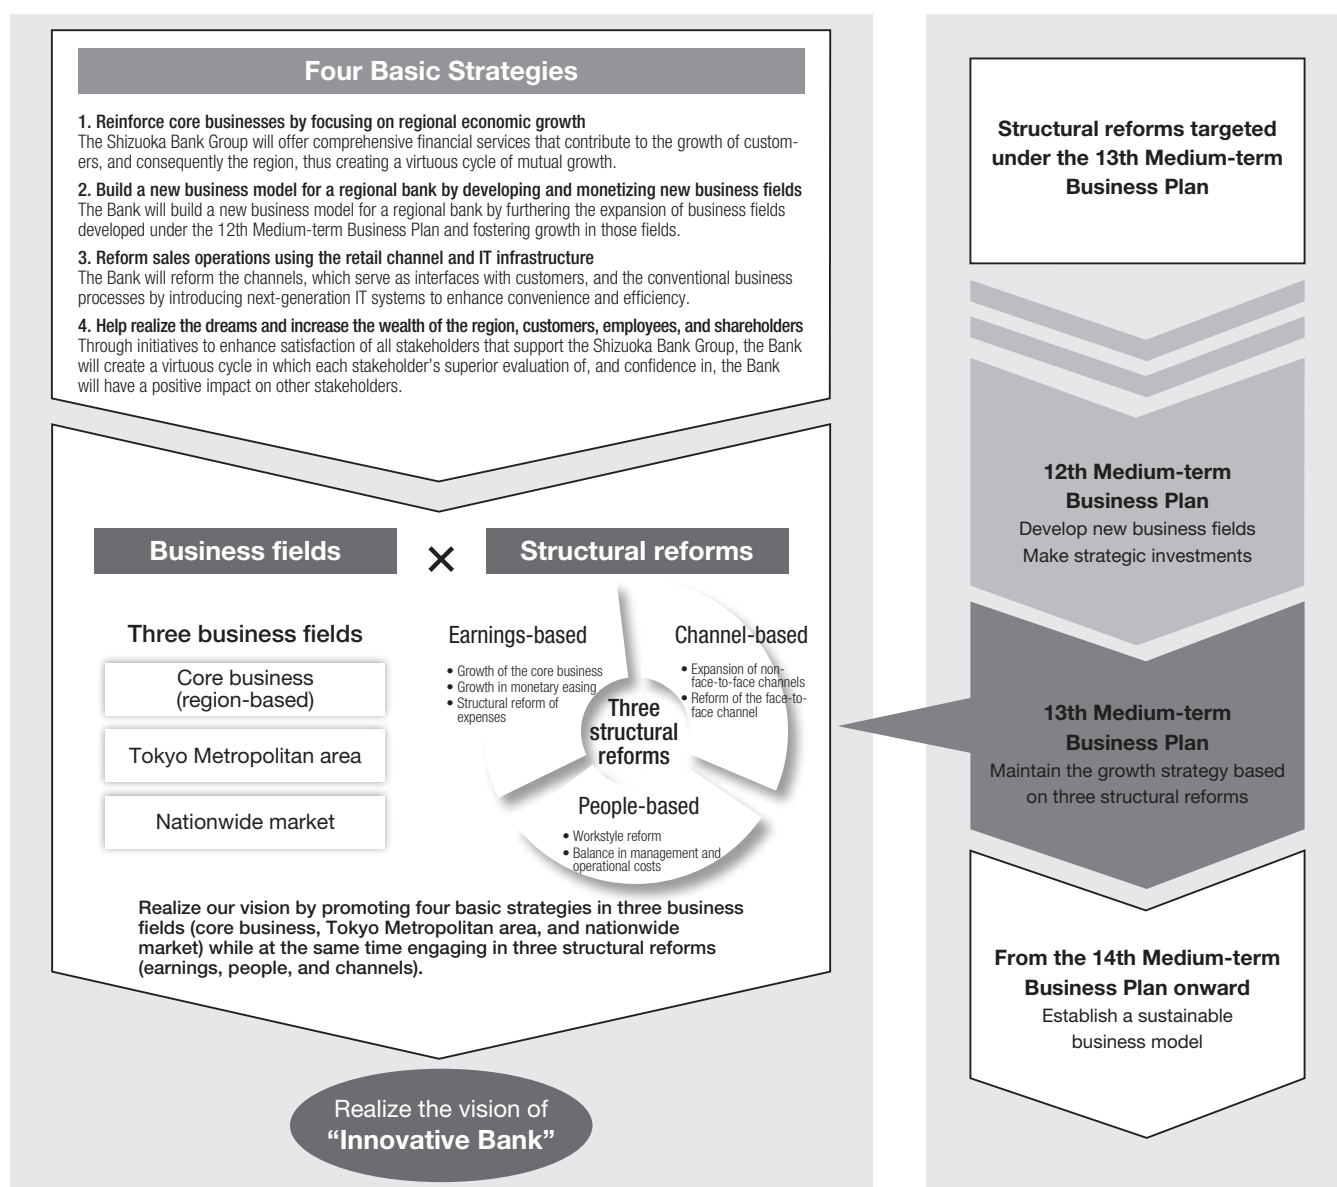 Four Basic Strategies
1. Reinforce core businesses by focusing on regional economic growth
The Shizuoka Bank Group will offer comprehensive financial services that contribute to the growth of custom-
ers, and consequently the region, thus creating a virtuous cycle of mutual growth.
2. Build a new business model for a regional bank by developing and monetizing new business fields
The Bank will build a new business model for a regional bank by furthering the expansion of business fields
developed under the 12th Medium-term Business Plan and fostering growth in those fields.
3. Reform sales operations using the retail channel and IT infrastructure
The Bank will reform the channels, which serve as interfaces with customers, and the conventional business
processes by introducing next-generation IT systems to enhance convenience and efficiency.
4. Help realize the dreams and increase the wealth of the region, customers, employees, and shareholders
Through initiatives to enhance satisfaction of all stakeholders that support the Shizuoka Bank Group, the Bank
will create a virtuous cycle in which each stakeholder's superior evaluation of, and confidence in, the Bank
will have a positive impact on other stakeholders.
Business fields
×
Structural reforms
Three business fields
Core business
(region-based)
Tokyo Metropolitan area
Nationwide market
Earnings-based
• Growth of the core business
• Growth in monetary easing
• Structural reform of
expenses
Channel-based
• Expansion of non-
face-to-face channels
• Reform of the face-to-
face channel
Three
structural
reforms
People-based
• Workstyle reform
• Balance in management and
operational costs
Realize our vision by promoting four basic strategies in three business
fields (core business, Tokyo Metropolitan area, and nationwide
market) while at the same time engaging in three structural reforms
(earnings, people, and channels).
Realize the vision of
“Innovative Bank”
Structural reforms targeted
under the 13th Medium-term
Business Plan
12th Medium-term
Business Plan
Develop new business fields
Make strategic investments
13th Medium-term
Business Plan
Maintain the growth strategy based
on three structural reforms
From the 14th Medium-term
Business Plan onward
Establish a sustainable
business model